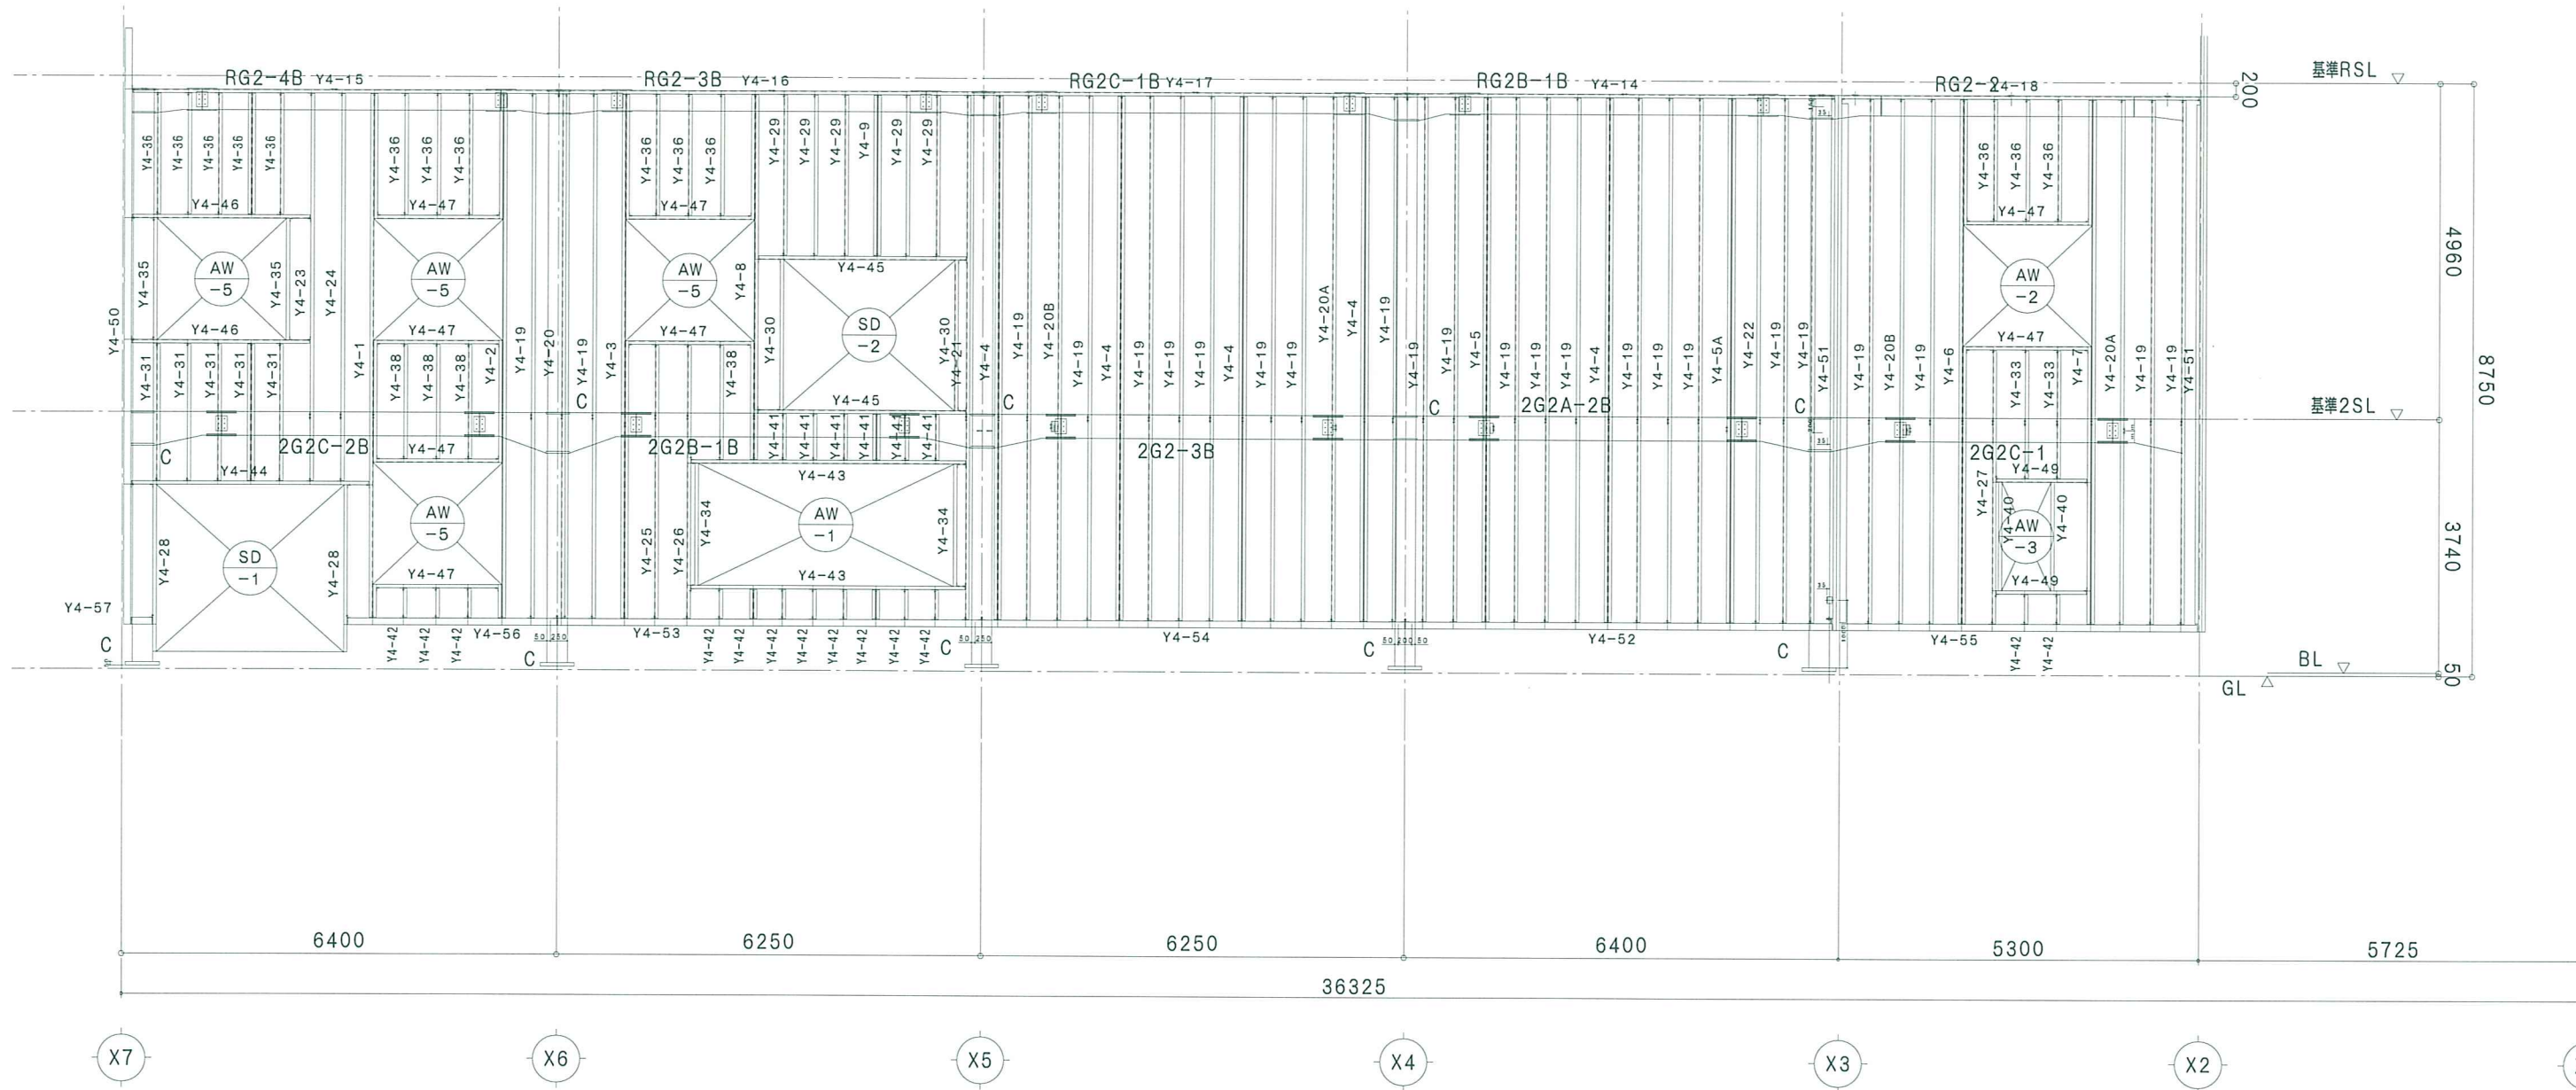 RG2-4B Y4-15
RG2-3B Y4-16
RG2C-1B Y4-17
RG2B-1B Y4-14
RG2-2 Y4-18
基準RSL
200
Y4-36 Y4-36 Y4-36 Y4-36 Y4-36
Y4-36 Y4-36 Y4-36
Y4-36 Y4-36 Y4-36
Y4-29 Y4-29 Y4-29 Y4-9 Y4-29 Y4-29
Y4-36 Y4-36 Y4-36
Y4-46
Y4-47
Y4-47
Y4-47
Y4-50
Y4-35
AW
-5
Y4-35
Y4-23
Y4-24
AW
-5
AW
-5
Y4-8
Y4-45
AW
-2
4960
Y4-46
Y4-47
Y4-47
Y4-47
Y4-30
SD
-2
Y4-30
Y4-21
Y4-31 Y4-31 Y4-31 Y4-31 Y4-31
Y4-1
Y4-38 Y4-38 Y4-38
Y4-2
Y4-19
Y4-20
Y4-19
Y4-3
Y4-38
Y4-4
Y4-19
Y4-20B
Y4-19
Y4-4
Y4-19
Y4-19
Y4-4
Y4-19
Y4-19
Y4-20A
Y4-4
Y4-19
Y4-19
Y4-19
Y4-5
Y4-19
Y4-19
Y4-19
Y4-4
Y4-19
Y4-19
Y4-19
Y4-5A
Y4-22
Y4-19
Y4-19
Y4-51
Y4-19
Y4-20B
Y4-19
Y4-6
Y4-33
Y4-33
Y4-7
Y4-20A
Y4-19
Y4-19
Y4-51
8750
Y4-45
C
C
C
2G2A-2B
C
基準2SL
Y4-41 Y4-41 Y4-41 Y4-41 Y4-41 Y4-41
C
2G2C-2B
Y4-44
Y4-47
2G2B-1B
2G2-3B
2G2C-1
Y4-49
Y4-43
Y4-28
SD
-1
Y4-28
AW
-5
Y4-47
Y4-25
Y4-26
Y4-34
AW
-1
Y4-34
Y4-43
Y4-27
Y4-40
AW
-3
Y4-40
Y4-49
3740
Y4-57
C
Y4-42 Y4-42 Y4-42
Y4-56
50 250
C
Y4-53
Y4-42 Y4-42 Y4-42 Y4-42 Y4-42 Y4-42 Y4-42 Y4-42
50 250
C
Y4-54
50 200 50
C
Y4-52
C
35
35
35
Y4-55
Y4-42 Y4-42
BL
GL
50
6400
6250
6250
6400
5300
5725
36325
X7
X6
X5
X4
X3
X2